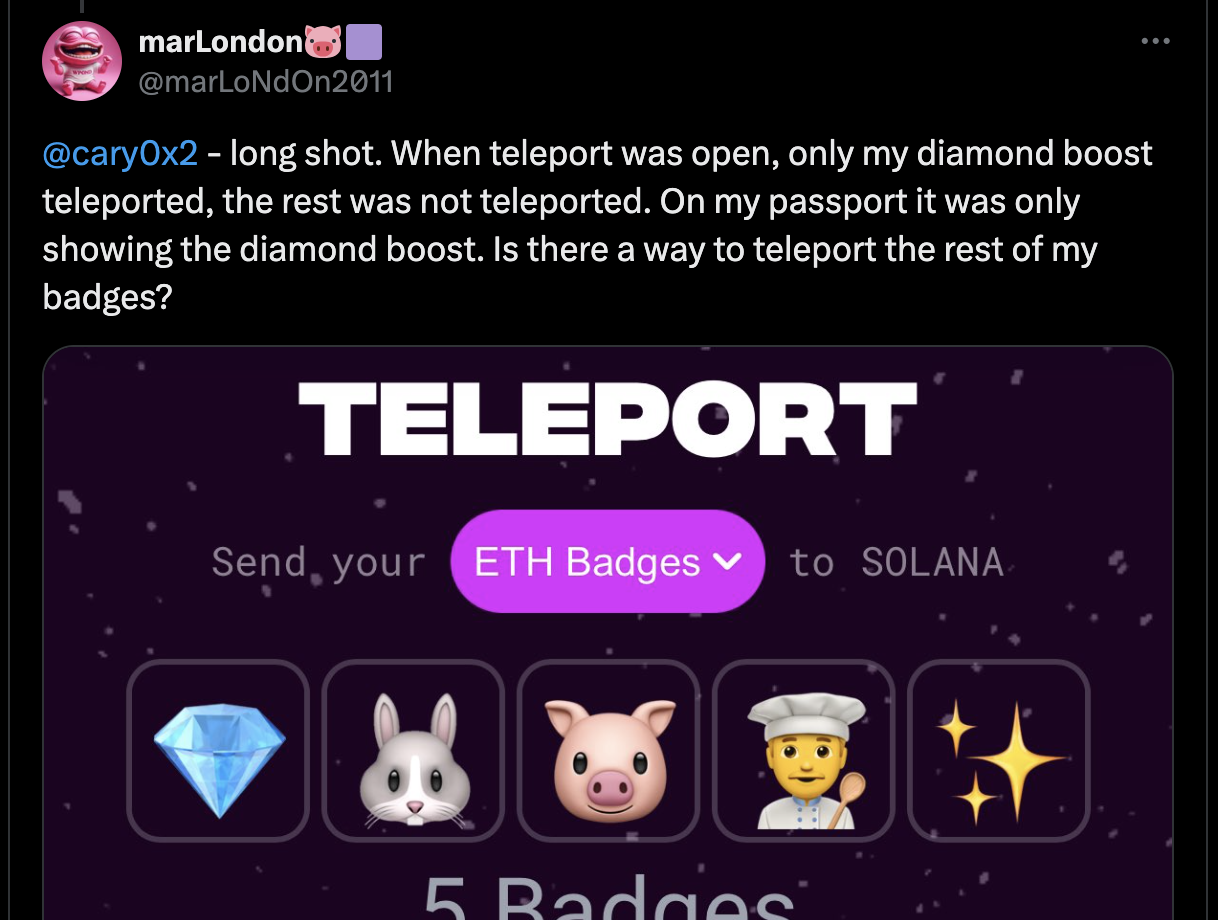 marLondon🐷🟪
@marLoNdOn2011
@cary0x2 - long shot. When teleport was open, only my diamond boost
teleported, the rest was not teleported. On my passport it was only
showing the diamond boost. Is there a way to teleport the rest of my
badges?
TELEPORT
Send your ETH Badges to SOLANA
5 Badges